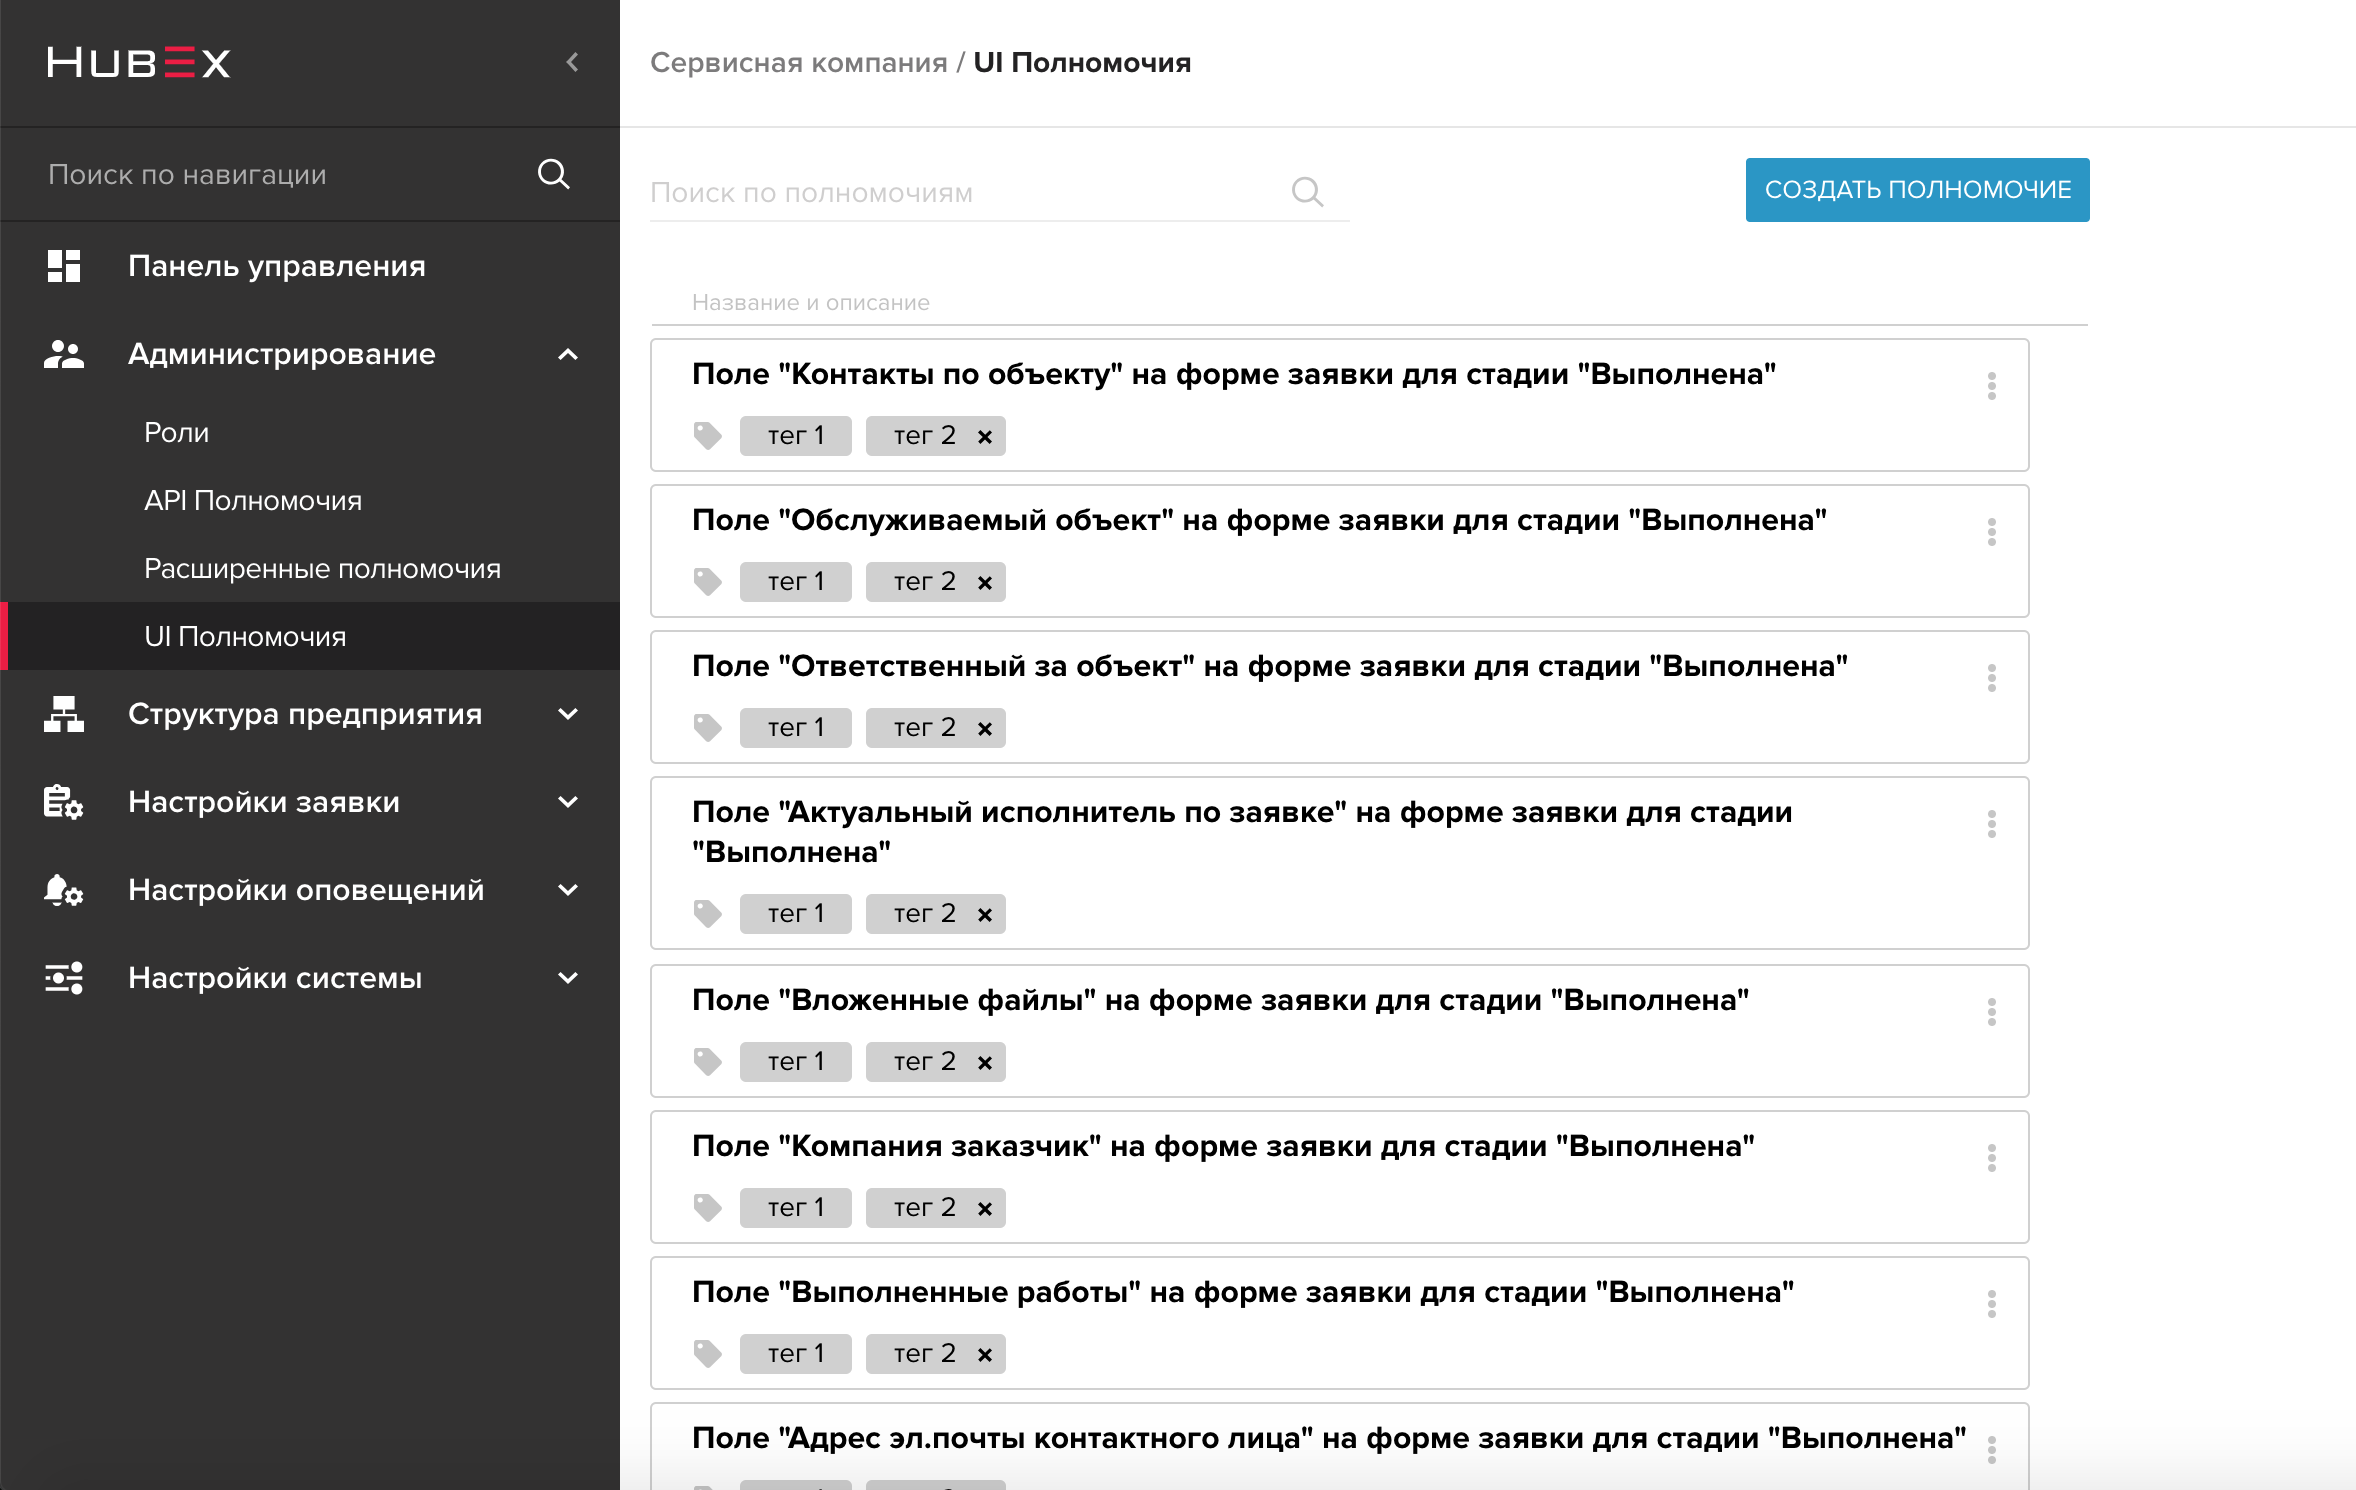 HUBEX
Поиск по навигации
Панель управления
Администрирование
Роли
API Полномочия
Расширенные полномочия
UI Полномочия
Структура предприятия
Настройки заявки
Настройки оповещений
Настройки системы
Сервисная компания / UI Полномочия
Поиск по полномочиям
СОЗДАТЬ ПОЛНОМОЧИЕ
Название и описание
Поле "Контакты по объекту" на форме заявки для стадии "Выполнена"
тег 1 тег 2 ×
Поле "Обслуживаемый объект" на форме заявки для стадии "Выполнена"
тег 1 тег 2 ×
Поле "Ответственный за объект" на форме заявки для стадии "Выполнена"
тег 1 тег 2 ×
Поле "Актуальный исполнитель по заявке" на форме заявки для стадии
"Выполнена"
тег 1 тег 2 ×
Поле "Вложенные файлы" на форме заявки для стадии "Выполнена"
тег 1 тег 2 ×
Поле "Компания заказчик" на форме заявки для стадии "Выполнена"
тег 1 тег 2 ×
Поле "Выполненные работы" на форме заявки для стадии "Выполнена"
тег 1 тег 2 ×
Поле "Адрес эл.почты контактного лица" на форме заявки для стадии "Выполнена"